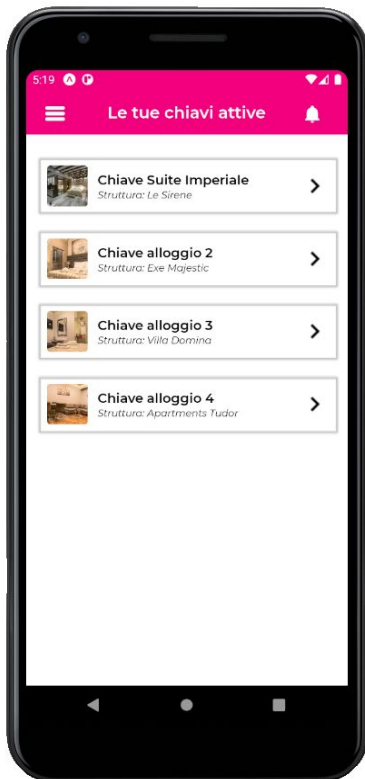 5:19
Le tue chiavi attive
Chiave Suite Imperiale
Struttura: Le Sirene
Chiave alloggio 2
Struttura: Exe Majestic
Chiave alloggio 3
Struttura: Villa Domina
Chiave alloggio 4
Struttura: Apartments Tudor